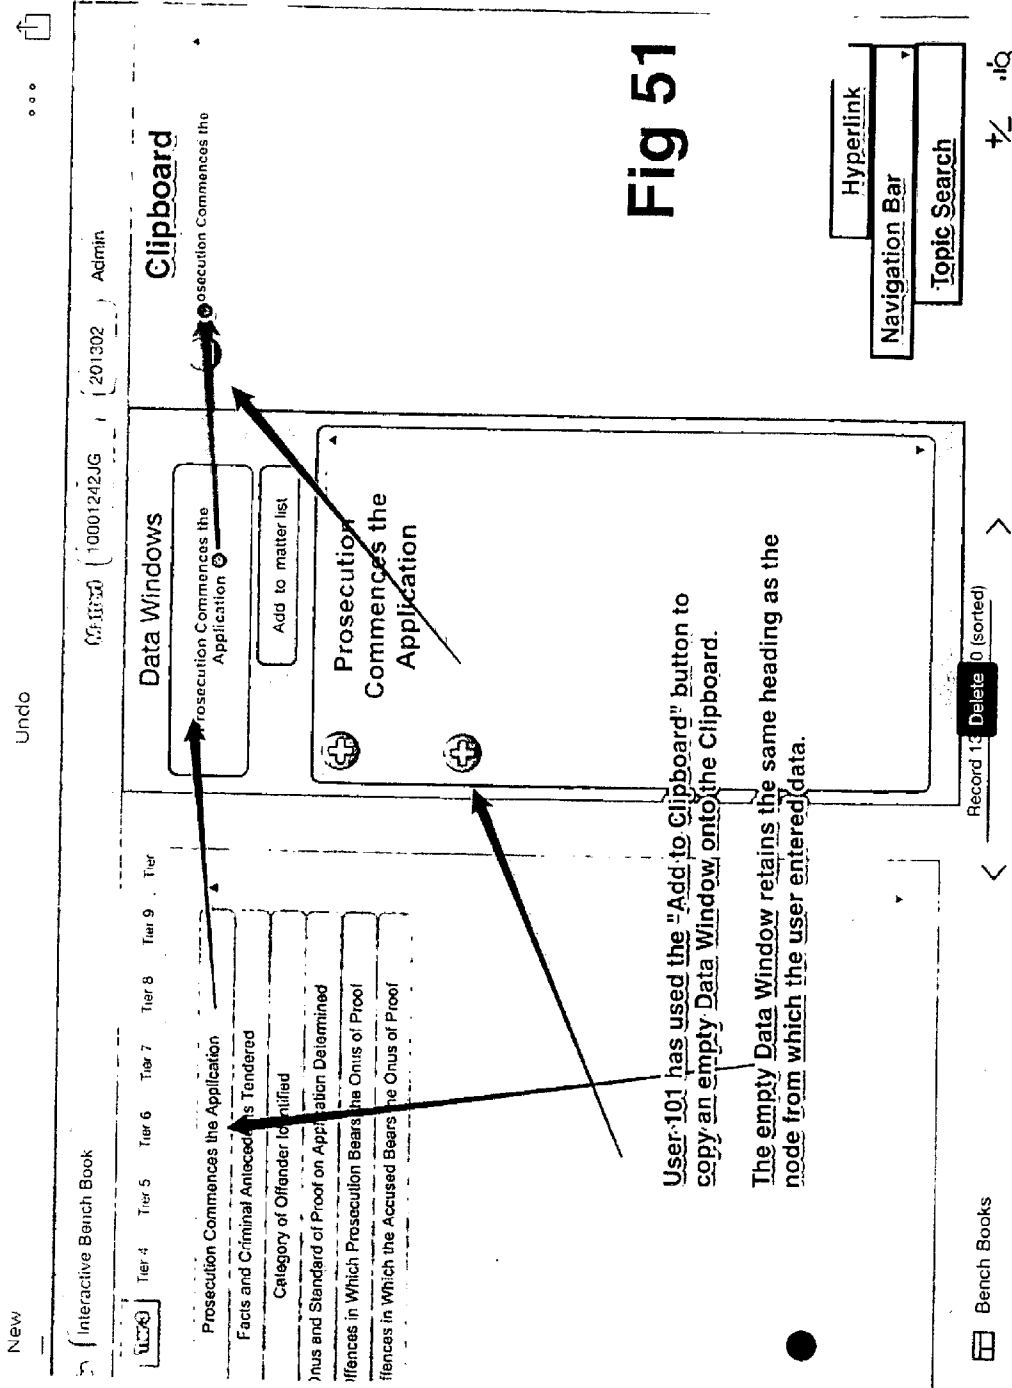 New
Undo
Interactive Bench Book
10001242JG
201302
Admin
Tier 4
Tier 5
Tier 6
Tier 7
Tier 8
Tier 9
Tier
Data Windows
Clipboard
Prosecution Commences the Application
Facts and Criminal Antecedents Tendered
Category of Offender Identified
Onus and Standard of Proof on Application Determined
ffences in Which Prosecution Bears the Onus of Proof
ffences in Which the Accused Bears the Onus of Proof
Prosecution Commences the
Application
Add to matter list
Prosecution
Commences the
Application
osecution Commences the
User 101 has used the "Add to Clipboard" button to
copy an empty Data Window onto the Clipboard.
The empty Data Window retains the same heading as the
node from which the user entered data.
Fig 51
Hyperlink
Navigation Bar
Topic Search
Bench Books
Record 13
Delete
0 (sorted)